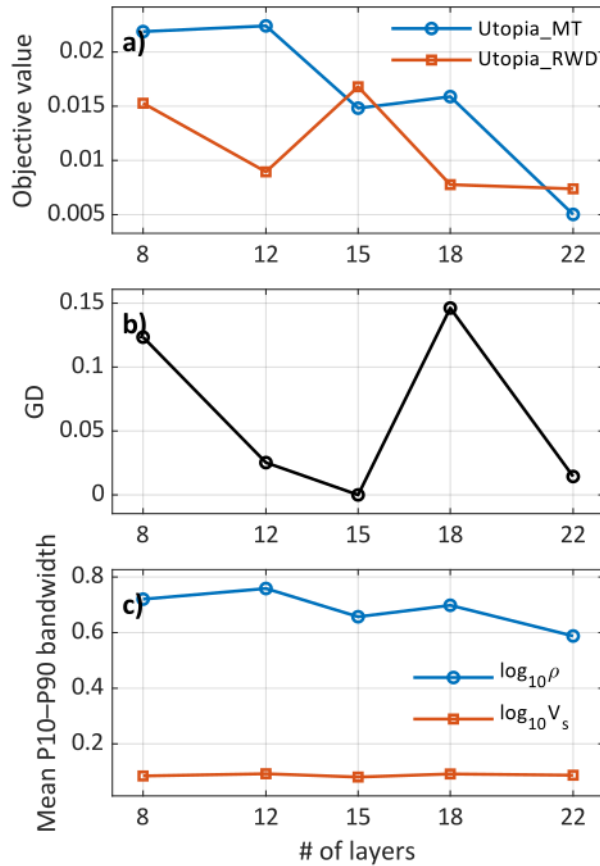 a)
Utopia_MT
Utopia_RWDT
Objective value
0.02
0.015
0.01
0.005
8 12 15 18 22
b)
GD
0.15
0.1
0.05
0
8 12 15 18 22
c)
Mean P10–P90 bandwidth
0.8
0.6
0.4
0.2
log₁₀ρ
log₁₀Vₛ
8 12 15 18 22
# of layers